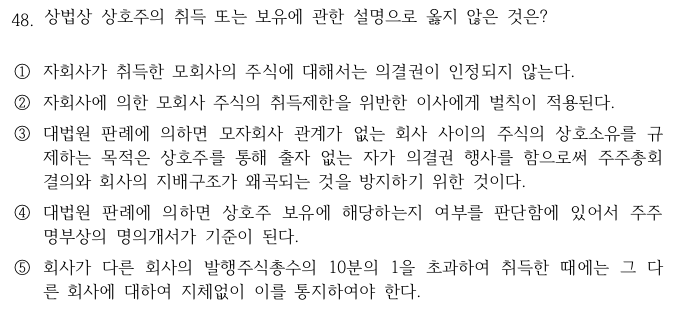 48. 상법상 상호주의 취득 또는 보유에 관한 설명으로 옳지 않은 것은?
① 자회사가 취득한 모회사의 주식에 대해서는 의결권이 인정되지 않는다.
② 자회사에 의한 모회사 주식의 취득제한을 위반한 이사에게 벌칙이 적용된다.
③ 대법원 판례에 의하면 모자회사 관계가 없는 회사 사이의 주식의 상호소유를 규
제하는 목적은 상호주를 통해 출자 없는 자가 의결권 행사를 함으로써 주주총회
결의와 회사의 지배구조가 왜곡되는 것을 방지하기 위한 것이다.
④ 대법원 판례에 의하면 상호주 보유에 해당하는지 여부를 판단함에 있어서 주주
명부상의 명의개서가 기준이 된다.
⑤ 회사가 다른 회사의 발행주식총수의 10분의 1을 초과하여 취득한 때에는 그 다
른 회사에 대하여 지체없이 이를 통지하여야 한다.